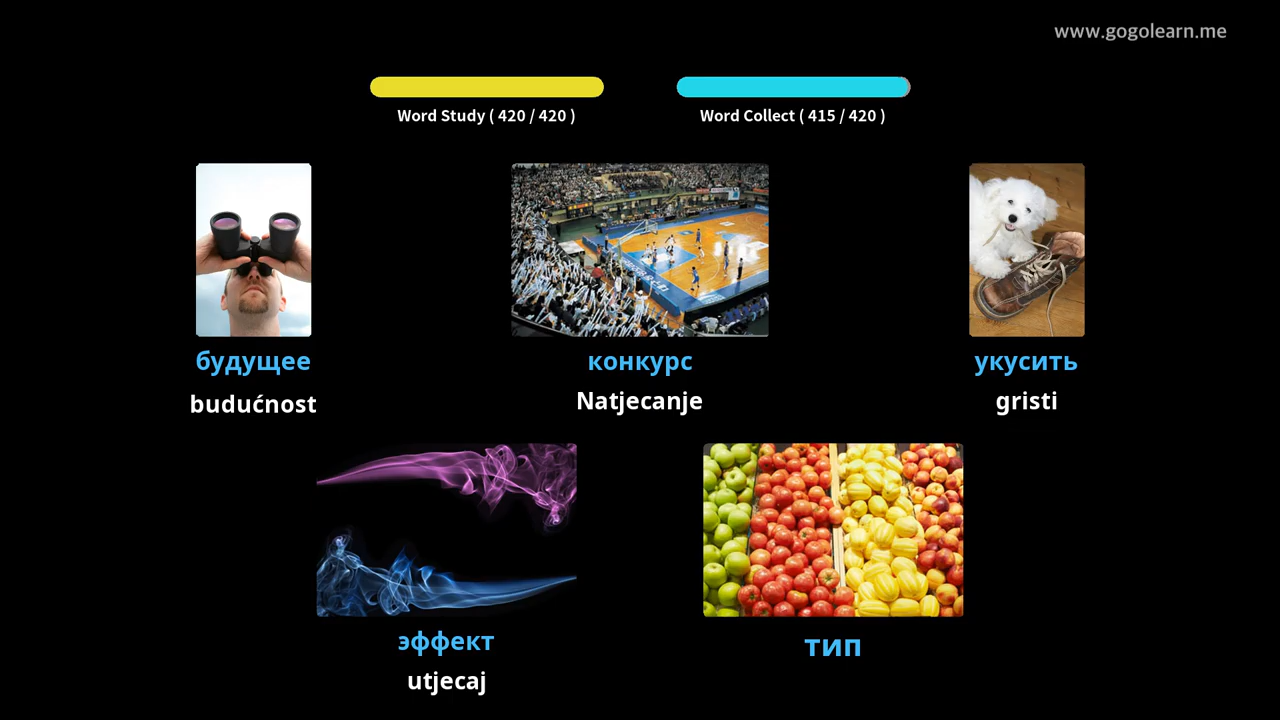 www.gogolearn.me
Word Study ( 420 / 420 )
Word Collect ( 415 / 420 )
будущее
budućnost
конкурс
Natjecanje
укусить
gristi
эффект
utjecaj
тип